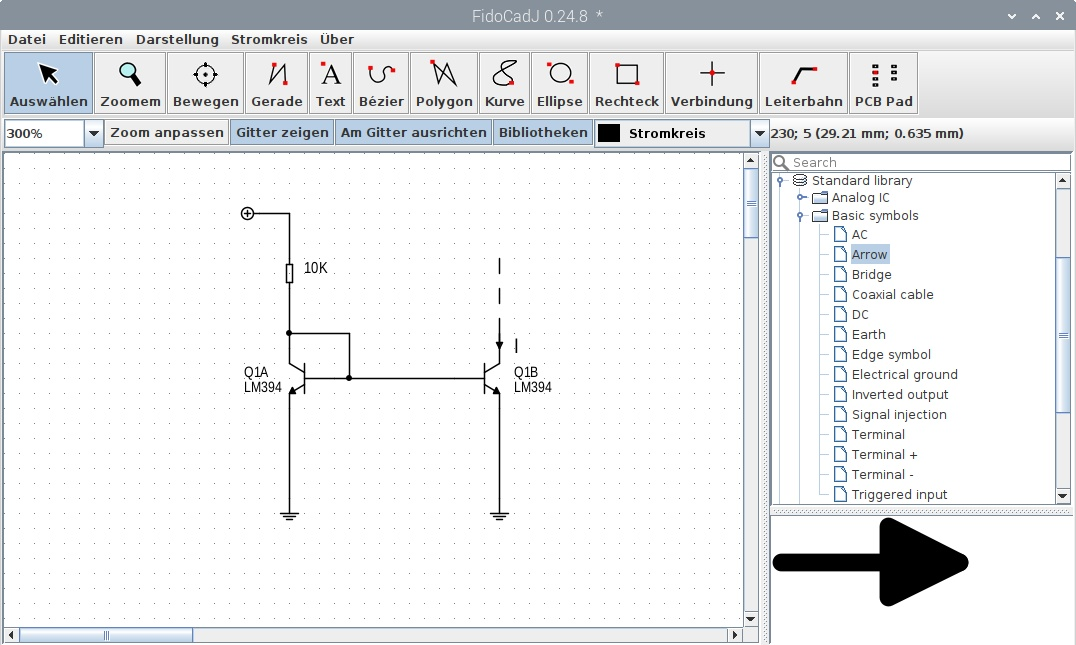 FidoCadJ 0.24.8 *
Datei Editieren Darstellung Stromkreis Über
Auswählen Zoomem Bewegen Gerade Text Bézier Polygon Kurve Ellipse Rechteck Verbindung Leiterbahn PCB Pad
300% Zoom anpassen Gitter zeigen Am Gitter ausrichten Bibliotheken Stromkreis 230; 5 (29.21 mm; 0.635 mm)
Search
Standard library
Analog IC
Basic symbols
AC
Arrow
Bridge
Coaxial cable
DC
Earth
Edge symbol
Electrical ground
Inverted output
Signal injection
Terminal
Terminal +
Terminal -
Triggered input
10K
I
Q1A
LM394
Q1B
LM394